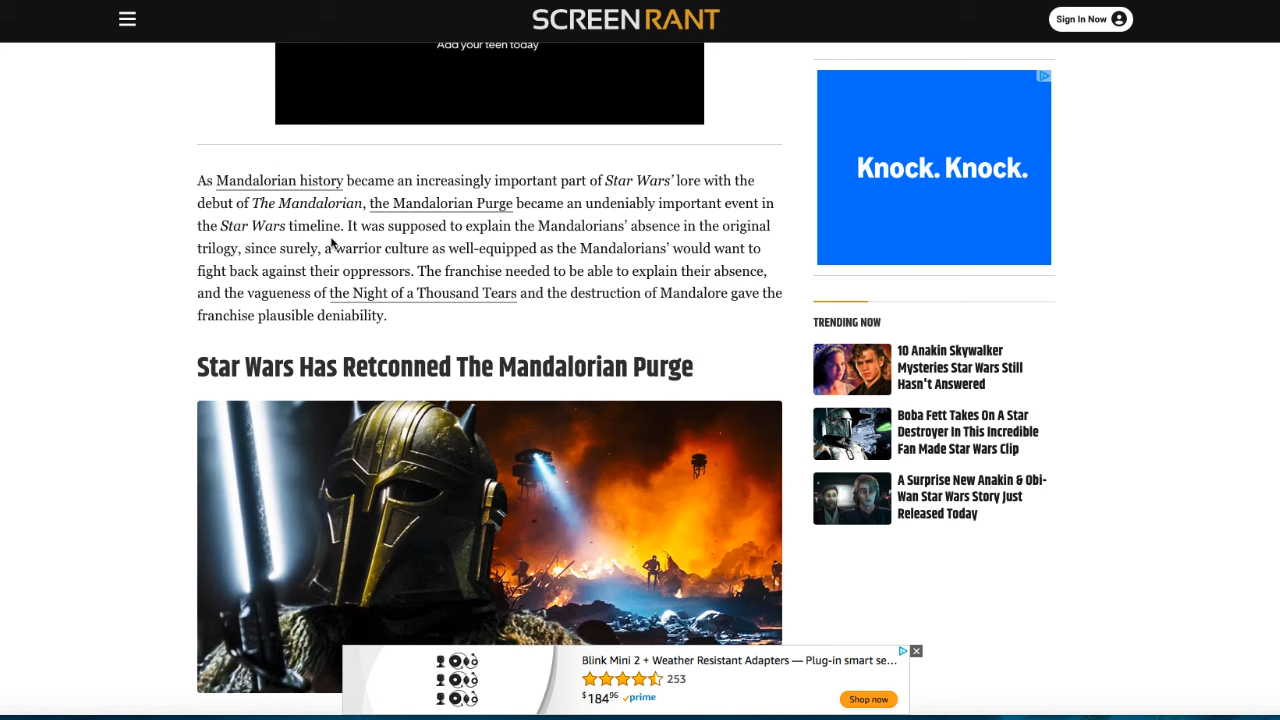 SCREENRANT
Sign In Now
Add your teen today
As Mandalorian history became an increasingly important part of Star Wars' lore with the
debut of The Mandalorian, the Mandalorian Purge became an undeniably important event in
the Star Wars timeline. It was supposed to explain the Mandalorians' absence in the original
trilogy, since surely, a warrior culture as well-equipped as the Mandalorians' would want to
fight back against their oppressors. The franchise needed to be able to explain their absence,
and the vagueness of the Night of a Thousand Tears and the destruction of Mandalore gave the
franchise plausible deniability.
Star Wars Has Retconned The Mandalorian Purge
Knock. Knock.
TRENDING NOW
10 Anakin Skywalker
Mysteries Star Wars Still
Hasn't Answered
Boba Fett Takes On A Star
Destroyer In This Incredible
Fan Made Star Wars Clip
A Surprise New Anakin & Obi-
Wan Star Wars Story Just
Released Today
Blink Mini 2 + Weather Resistant Adapters — Plug-in smart se...
253
$184.96 prime
Shop now